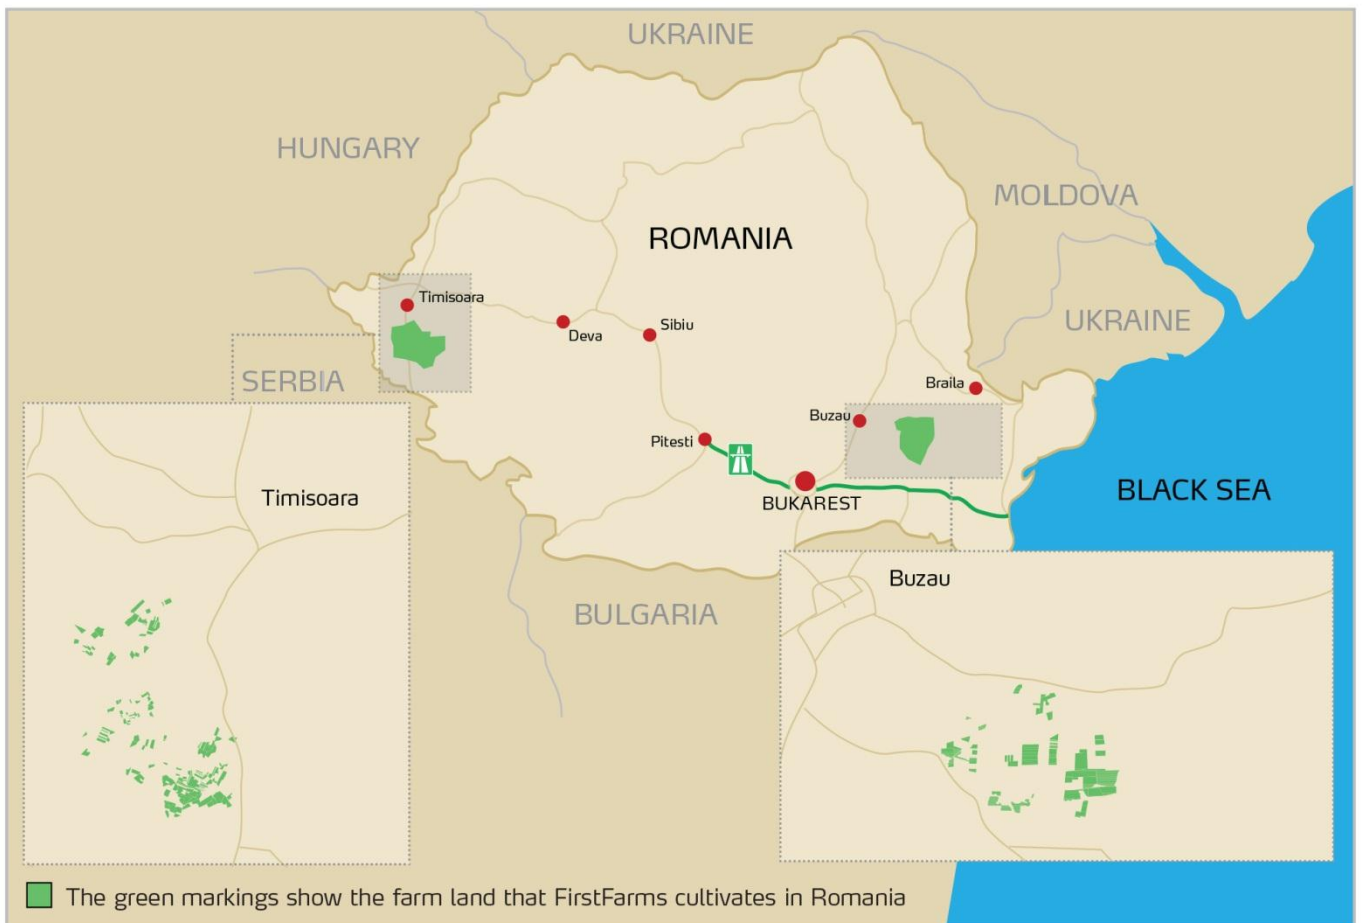 UKRAINE
HUNGARY
MOLDOVA
ROMANIA
Timisoara
Deva
Sibiu
UKRAINE
SERBIA
Braila
Buzau
Pitesti
BUKAREST
BLACK SEA
Timisoara
Buzau
BULGARIA
The green markings show the farm land that FirstFarms cultivates in Romania